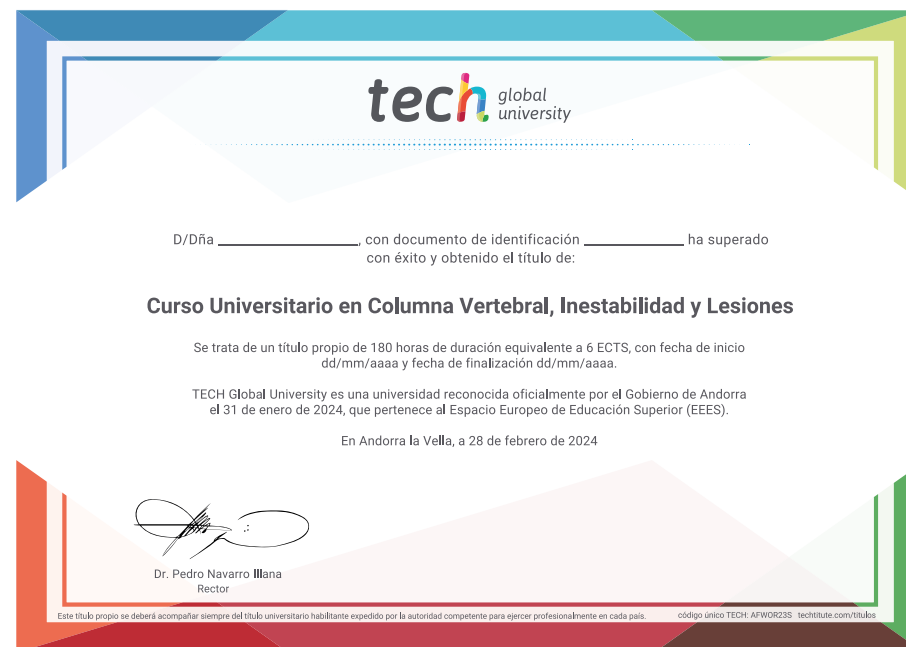 tech global university
D/Dña ____________________, con documento de identificación ______________ ha superado
con éxito y obtenido el título de:
Curso Universitario en Columna Vertebral, Inestabilidad y Lesiones
Se trata de un título propio de 180 horas de duración equivalente a 6 ECTS, con fecha de inicio
dd/mm/aaaa y fecha de finalización dd/mm/aaaa.
TECH Global University es una universidad reconocida oficialmente por el Gobierno de Andorra
el 31 de enero de 2024, que pertenece al Espacio Europeo de Educación Superior (EEES).
En Andorra la Vella, a 28 de febrero de 2024
Dr. Pedro Navarro Illana
Rector
Este título propio se deberá acompañar siempre del título universitario habilitante expedido por la autoridad competente para ejercer profesionalmente en cada país.
código único TECH: AFWOR23S techtitute.com/titulos